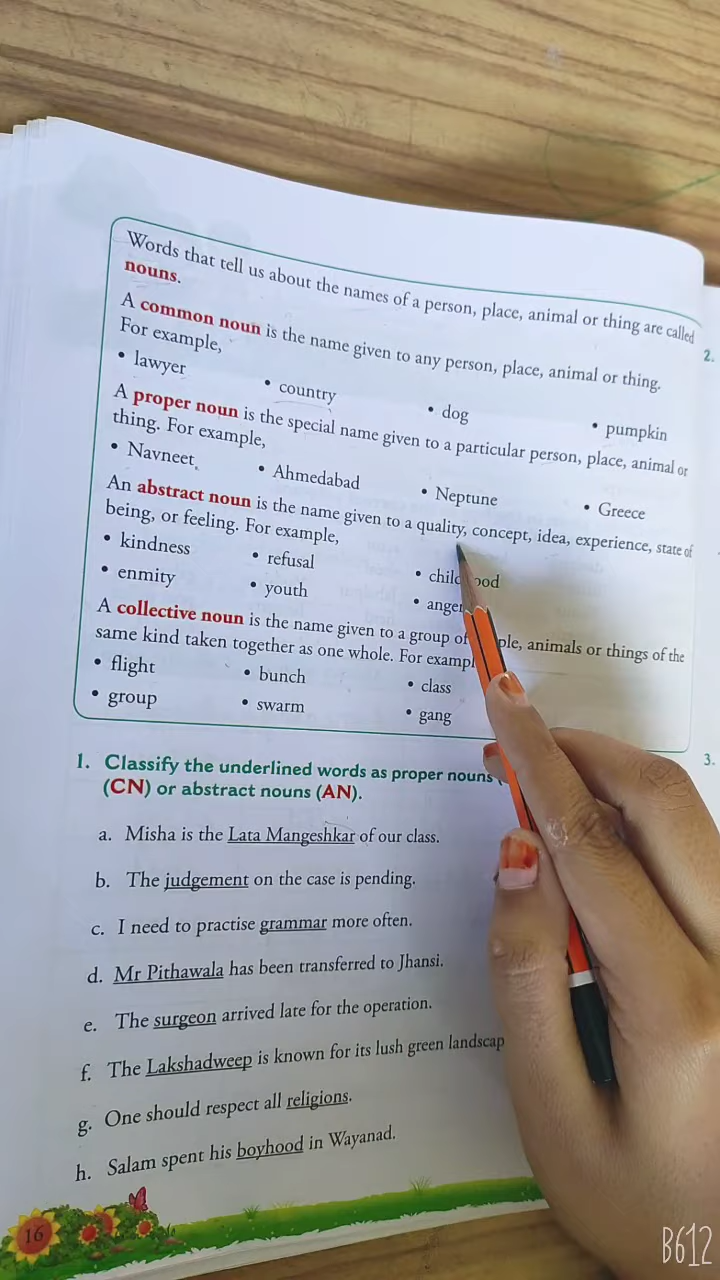 Words that tell us about the names of a person, place, animal or thing are called
nouns.
A common noun is the name given to any person, place, animal or thing.
For example,
• lawyer • country • dog • pumpkin
A proper noun is the special name given to a particular person, place, animal or
thing. For example,
• Navneet • Ahmedabad • Neptune • Greece
An abstract noun is the name given to a quality, concept, idea, experience, state of
being, or feeling. For example,
• kindness • refusal •
• enmity • youth • anger
A collective noun is the name given to a group of animals or things of the
same kind taken together as one whole. For
• flight • bunch • class
• group • swarm • gang
1. Classify the underlined words as proper nouns
(CN) or abstract nouns (AN).
a. Misha is the Lata Mangeshkar of our class.
b. The judgement on the case is pending.
c. I need to practise grammar more often.
d. Mr Pithawala has been transferred to Jhansi.
e. The surgeon arrived late for the operation.
f. The Lakshadweep is known for its lush green
g. One should respect all religions.
h. Salam spent his boyhood in Wayanad.
16
2.
3.
B612